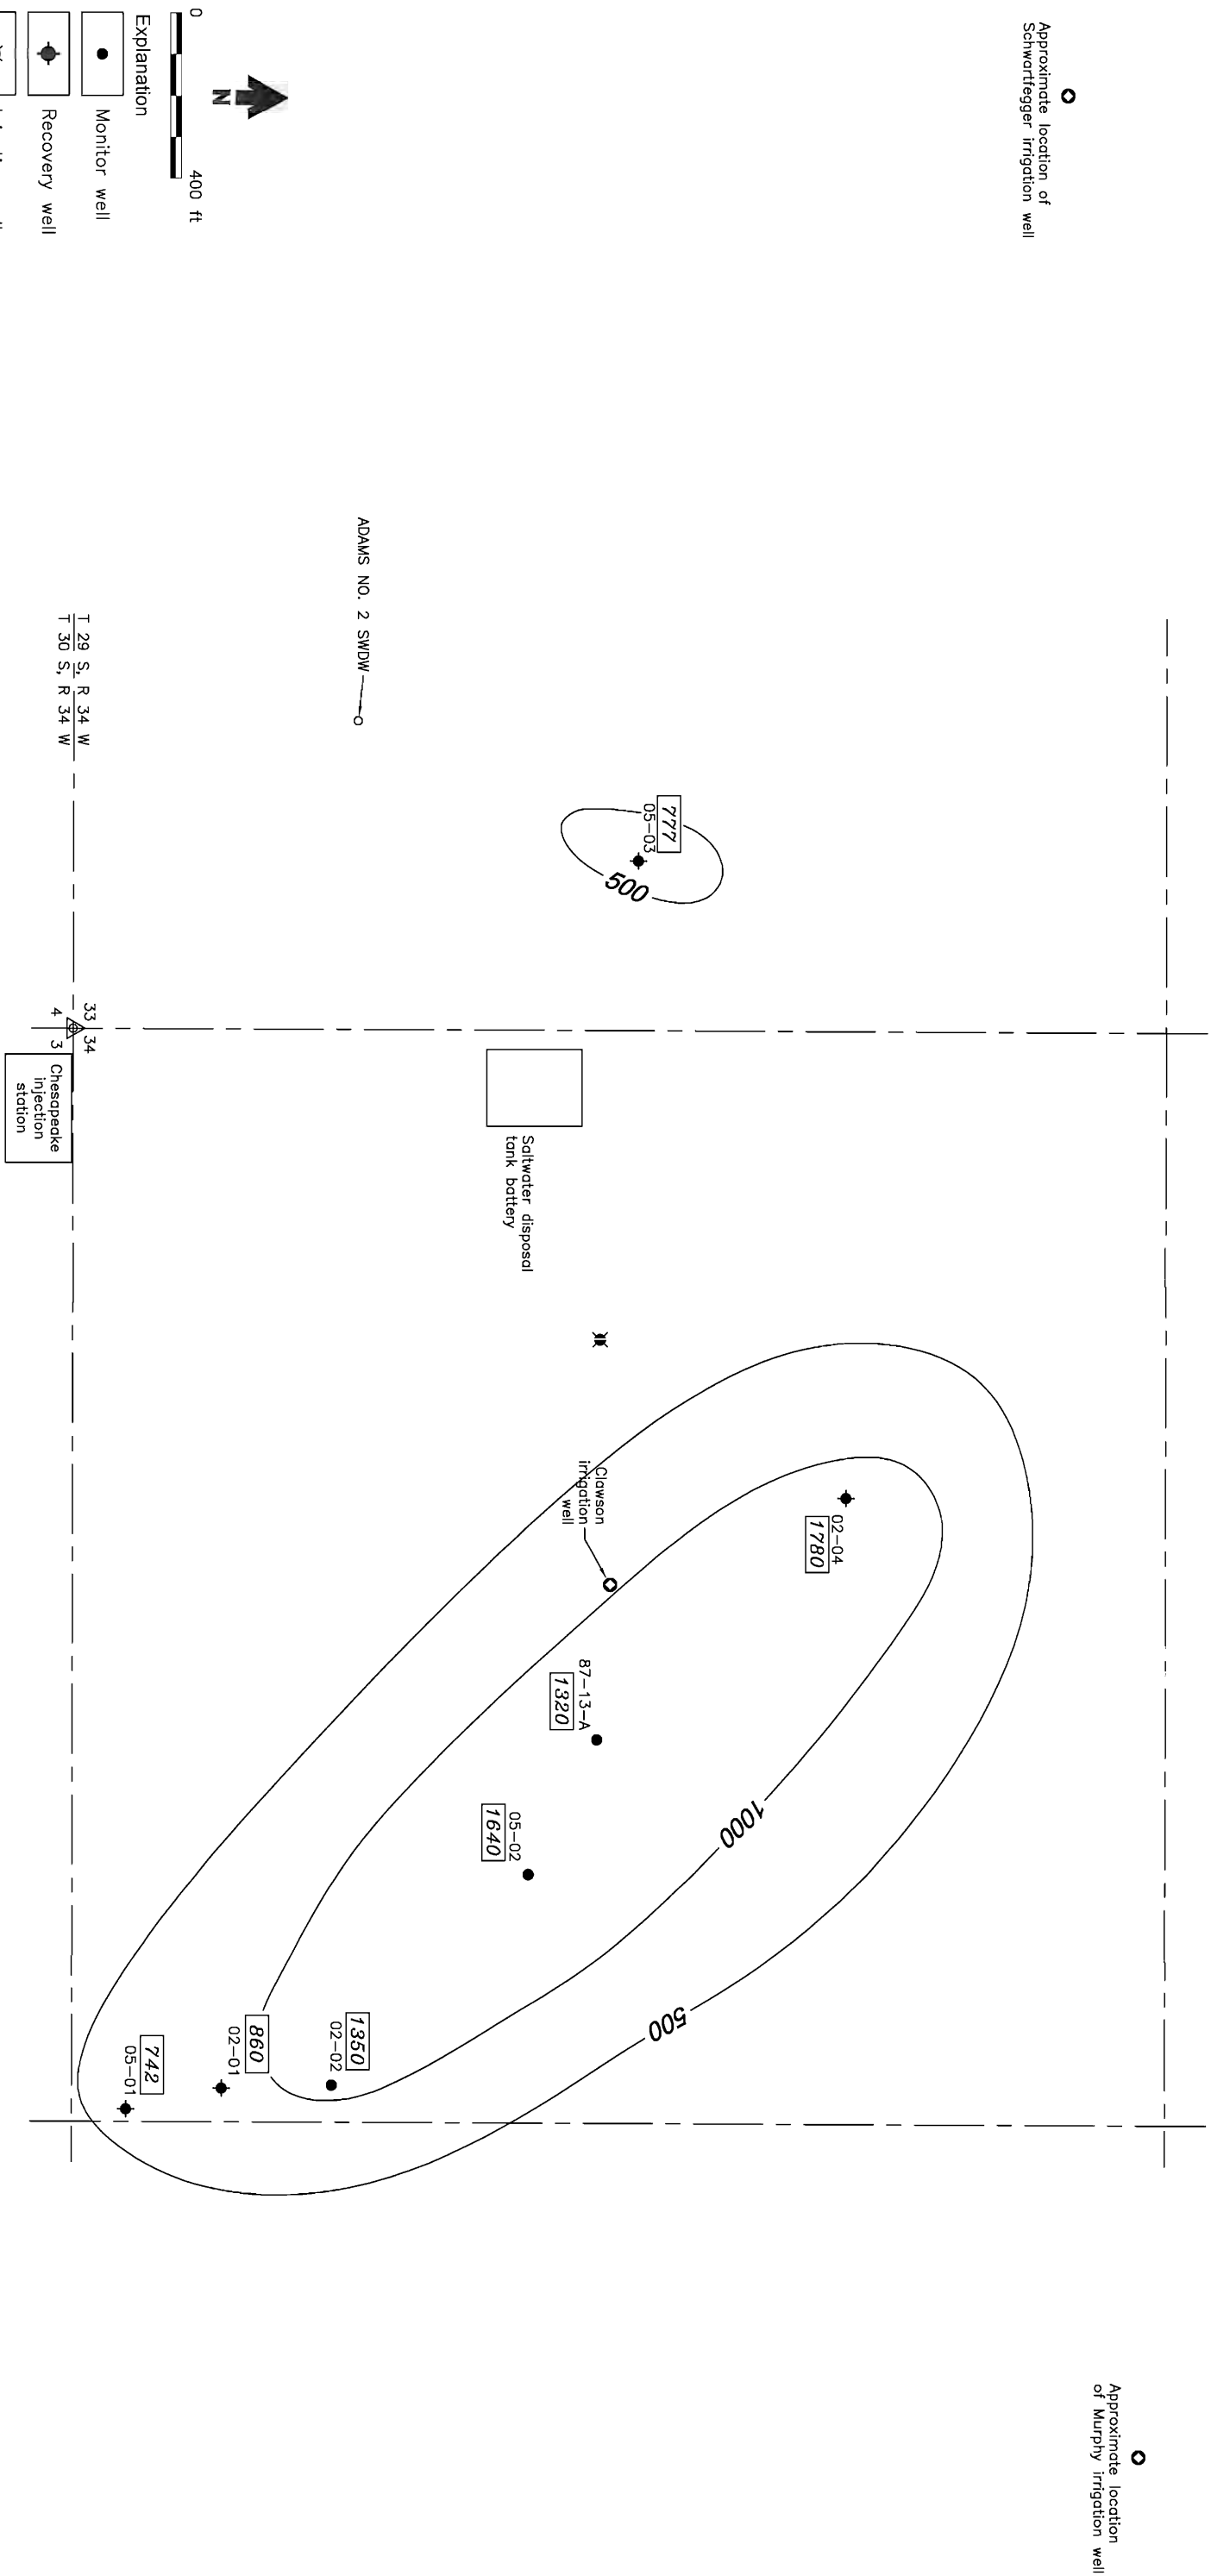 Approximate location of
Schwartfegger irrigation well
Approximate location
of Murphy irrigation well
02-04
1780
777
05-03
500
Clawson
irrigation
well
87-13-A
1320
1000
05-02
1640
500
Saltwater disposal
tank battery
ADAMS NO. 2 SWDW
1350
02-02
860
02-01
742
05-01
N
0
400 ft
Explanation
Monitor well
Recovery well
T 29 S, R 34 W
T 30 S, R 34 W
33 34
4 3
Chesapeake
injection
station